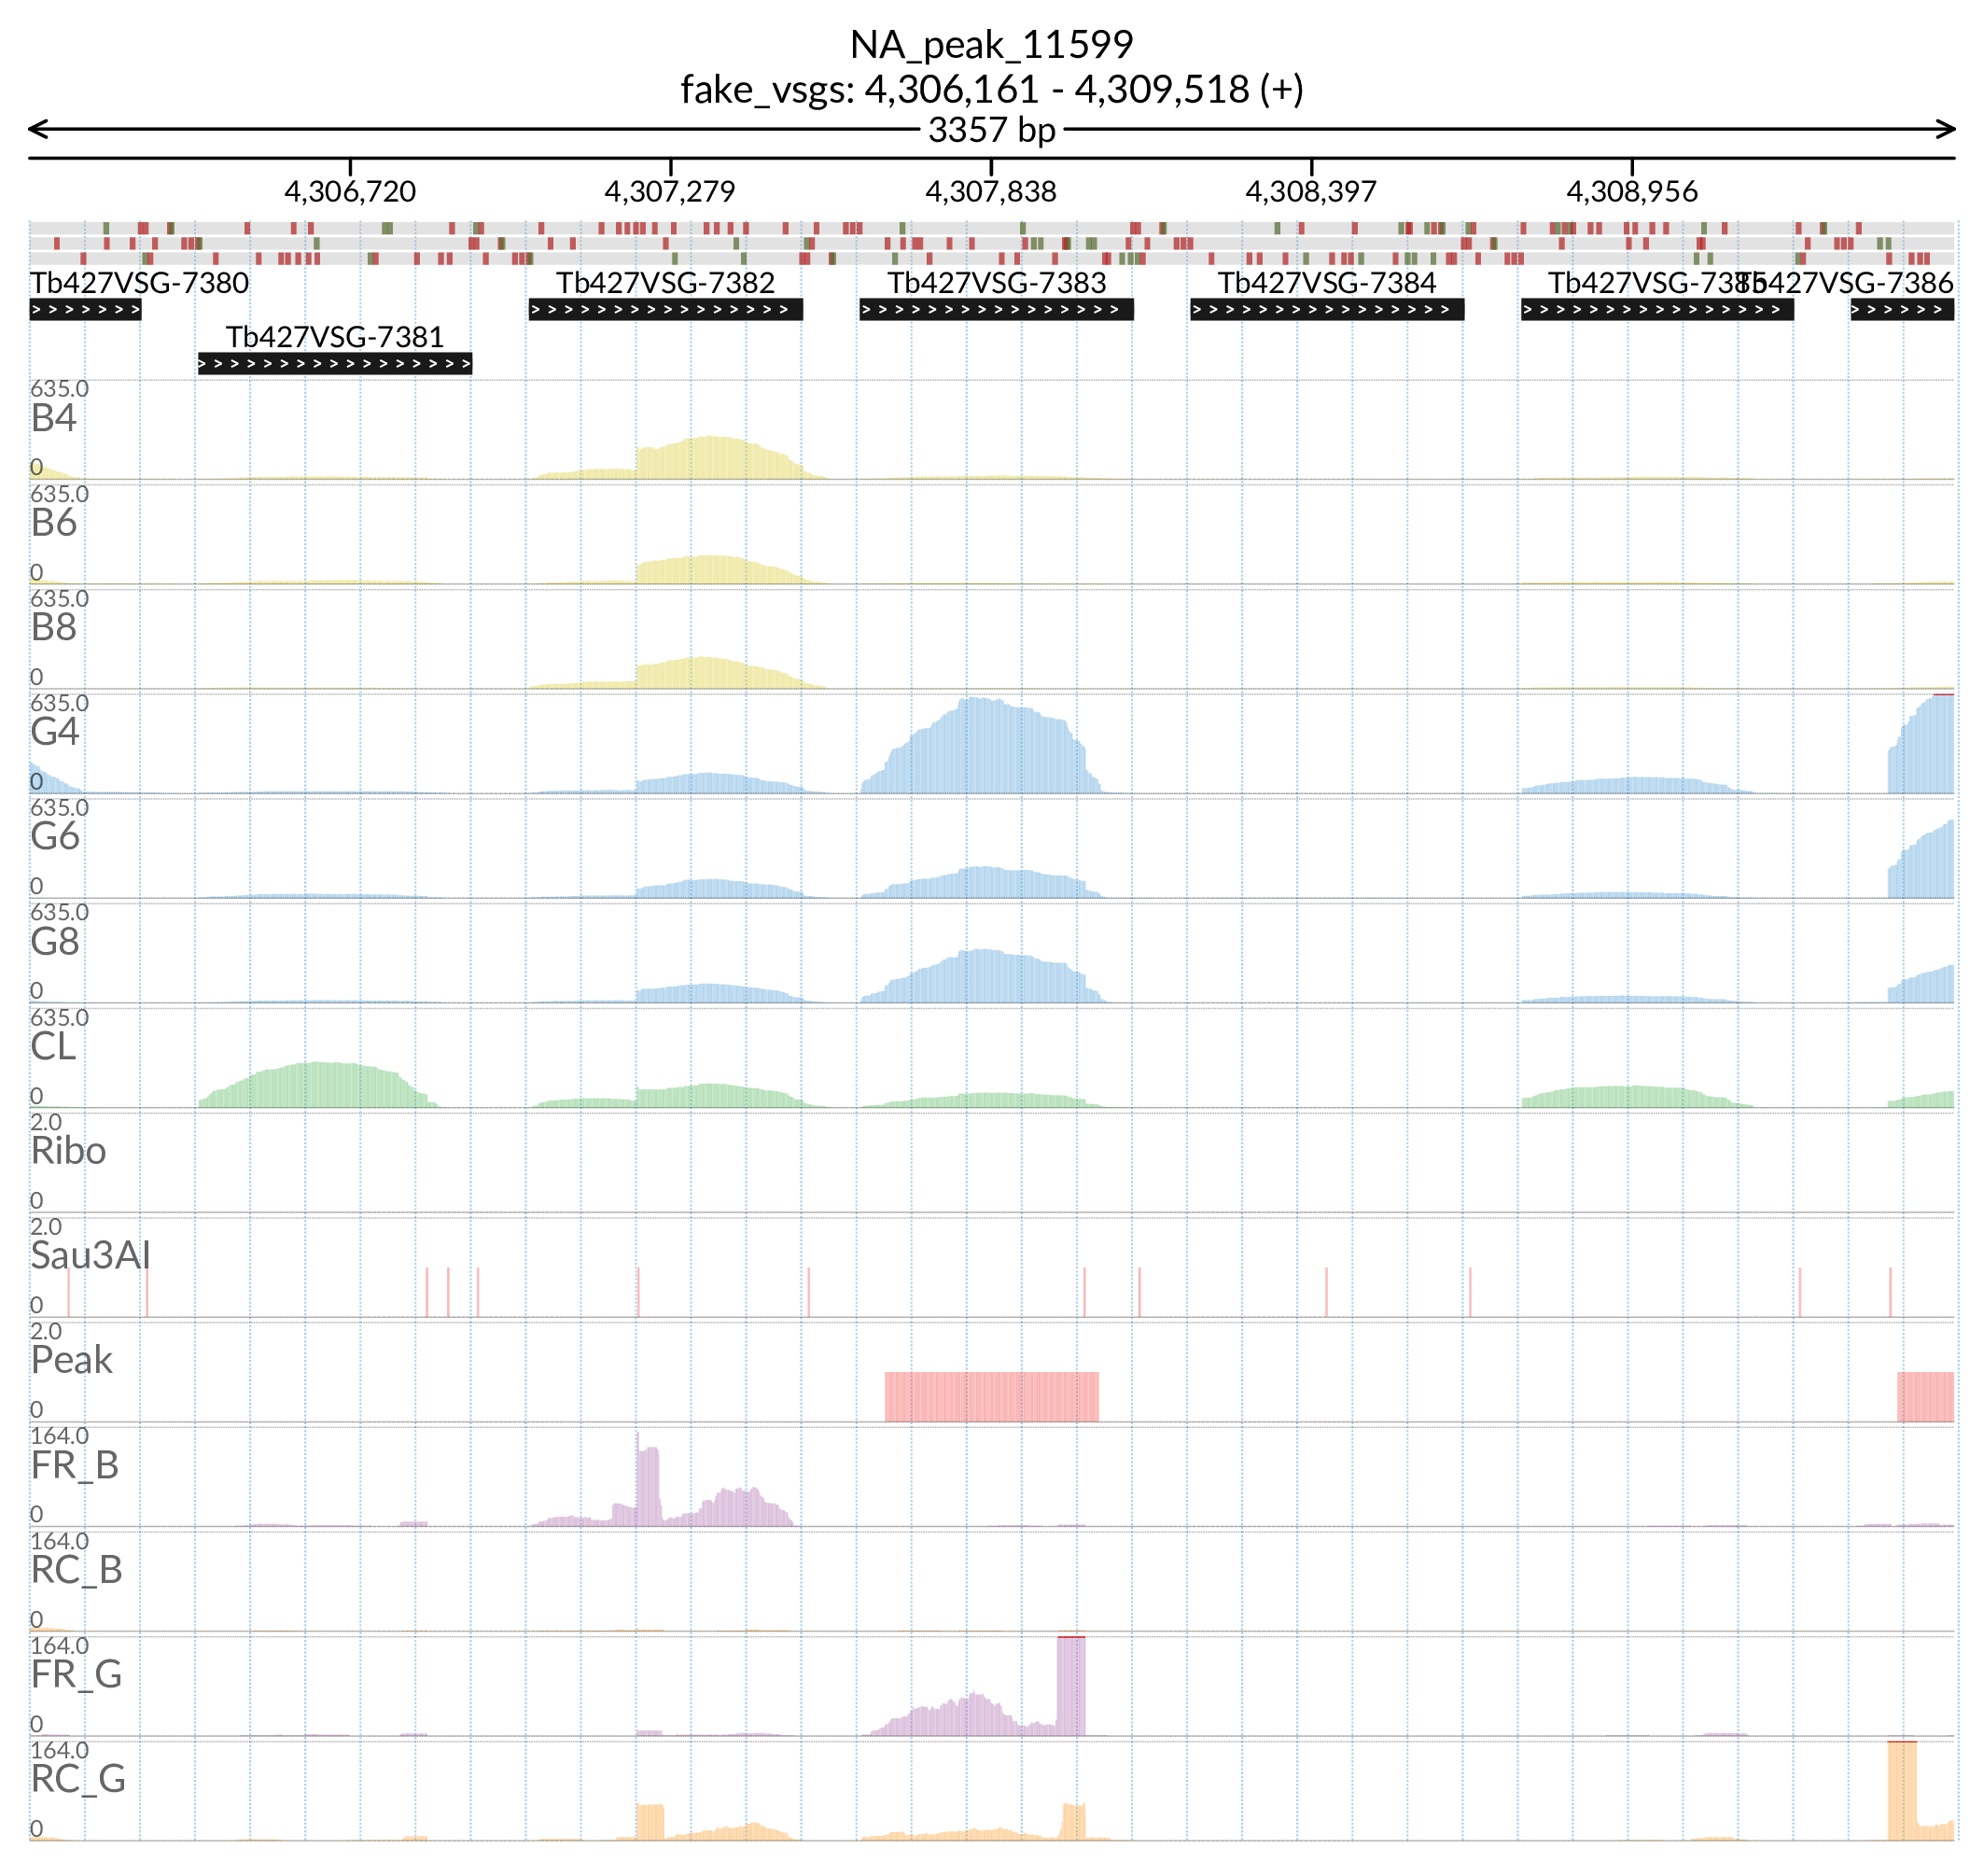 NA_peak_11599
fake_vsgs: 4,306,161 - 4,309,518 (+)
3357 bp
4,306,720 4,307,279 4,307,838 4,308,397 4,308,956
Tb427VSG-7380 Tb427VSG-7382 Tb427VSG-7383 Tb427VSG-7384 Tb427VSG-7385 Tb427VSG-7386
Tb427VSG-7381
635.0
B4
0
635.0
B6
0
635.0
B8
0
635.0
G4
0
635.0
G6
0
635.0
G8
0
635.0
CL
0
2.0
Ribo
0
2.0
Sau3AI
0
2.0
Peak
0
164.0
FR_B
0
164.0
RC_B
0
164.0
FR_G
0
164.0
RC_G
0